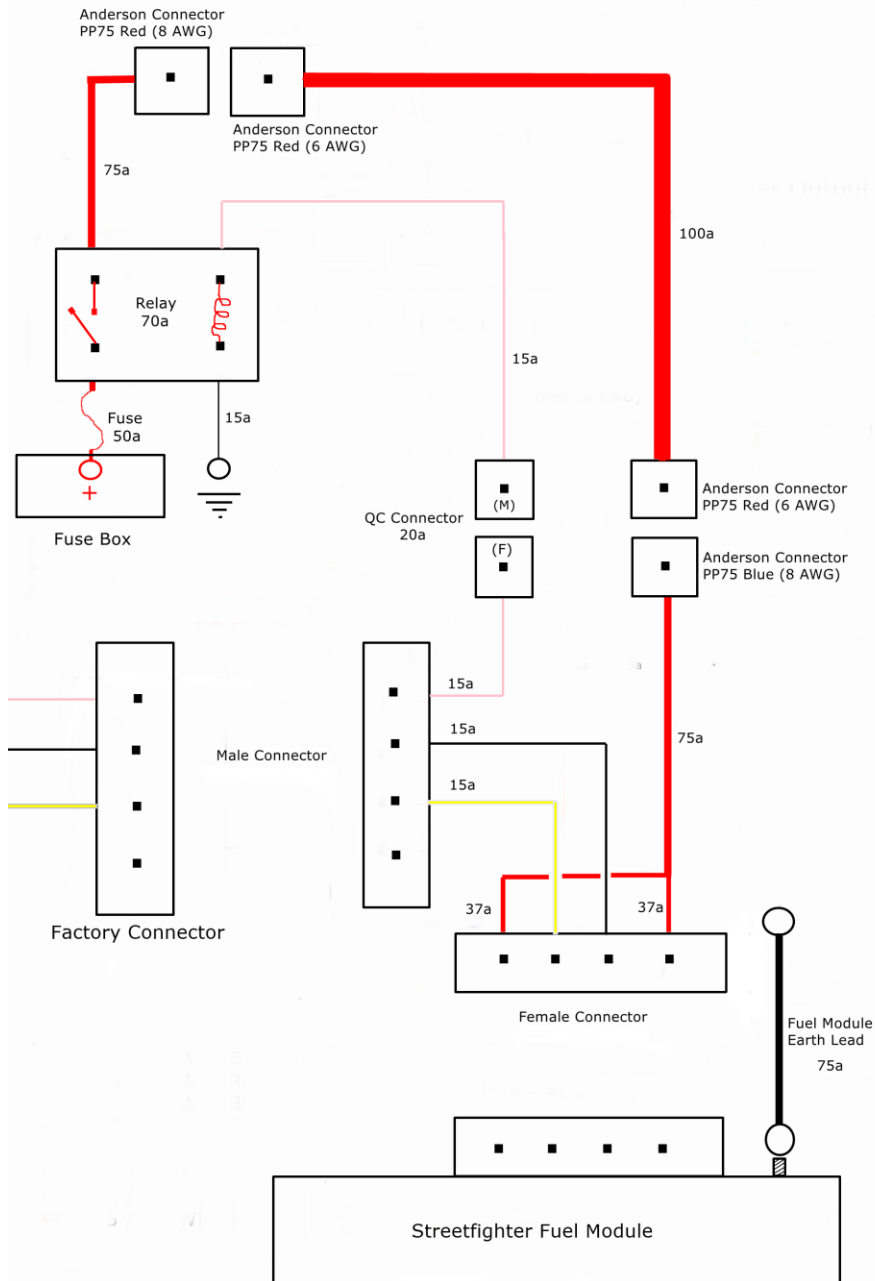 Anderson Connector
PP75 Red (8 AWG)
Anderson Connector
PP75 Red (6 AWG)
75a
100a
Relay
70a
15a
Fuse
50a
15a
+
Fuse Box
QC Connector
20a
(M)
(F)
Anderson Connector
PP75 Red (6 AWG)
Anderson Connector
PP75 Blue (8 AWG)
15a
15a
15a
75a
Male Connector
37a
37a
Factory Connector
Female Connector
Fuel Module
Earth Lead
75a
Streetfighter Fuel Module